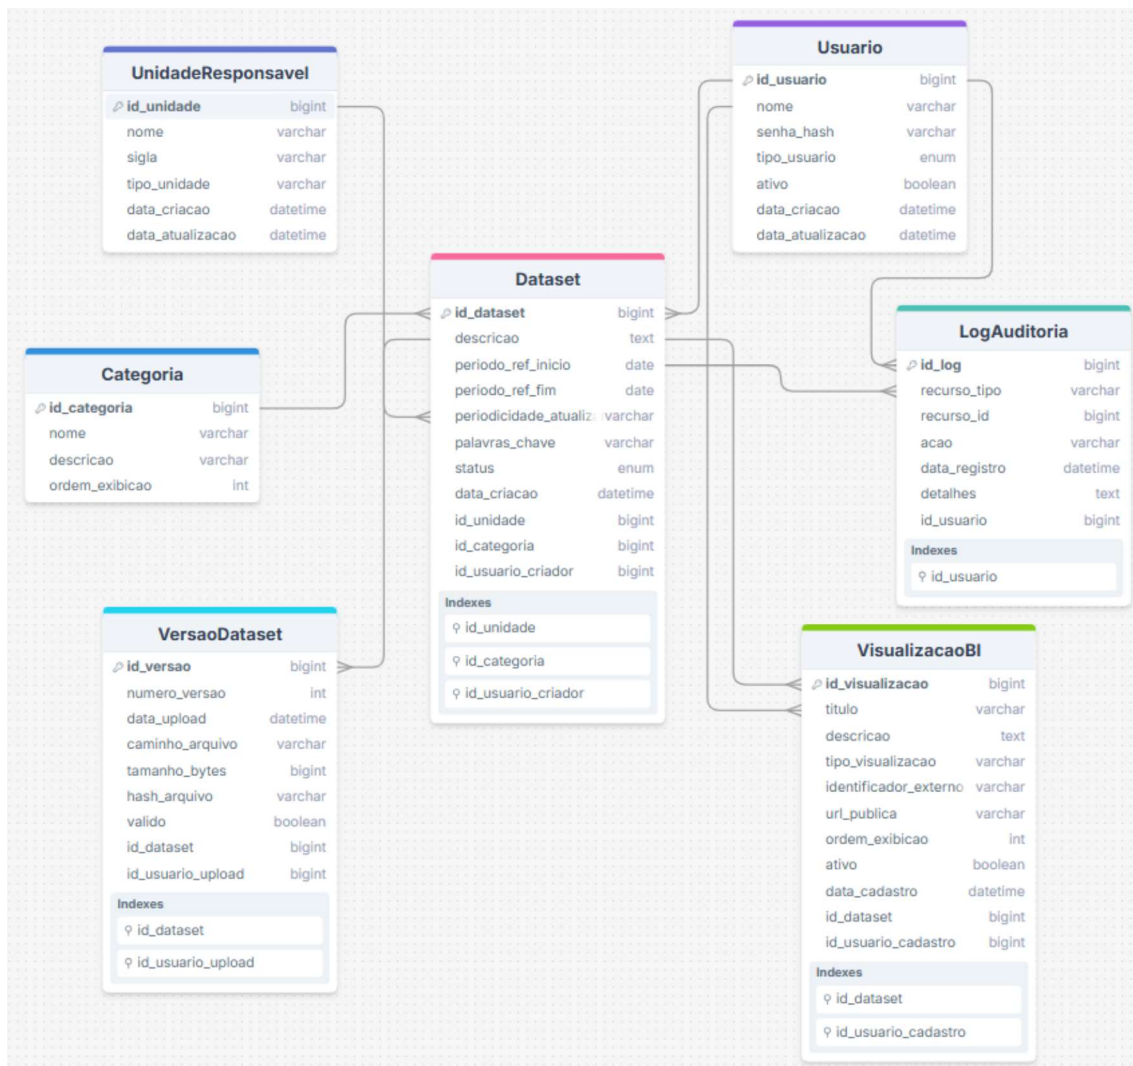 UnidadeResponsavel
id_unidade bigint
nome varchar
sigla varchar
tipo_unidade varchar
data_criacao datetime
data_atualizacao datetime
Usuario
id_usuario bigint
nome varchar
senha_hash varchar
tipo_usuario enum
ativo boolean
data_criacao datetime
data_atualizacao datetime
Dataset
id_dataset bigint
descricao text
periodo_ref_inicio date
periodo_ref_fim date
periodicidade_atualiz varchar
palavras_chave varchar
status enum
data_criacao datetime
id_unidade bigint
id_categoria bigint
id_usuario_criador bigint
Indexes
id_unidade
id_categoria
id_usuario_criador
LogAuditoria
id_log bigint
recurso_tipo varchar
recurso_id bigint
acao varchar
data_registro datetime
detalhes text
id_usuario bigint
Indexes
id_usuario
Categoria
id_categoria bigint
nome varchar
descricao varchar
ordem_exibicao int
VersaoDataset
id_versao bigint
numero_versao int
data_upload datetime
caminho_arquivo varchar
tamanho_bytes bigint
hash_arquivo varchar
valido boolean
id_dataset bigint
id_usuario_upload bigint
Indexes
id_dataset
id_usuario_upload
VisualizacaoBI
id_visualizacao bigint
titulo varchar
descricao text
tipo_visualizacao varchar
identificador_externo varchar
url_publica varchar
ordem_exibicao int
ativo boolean
data_cadastro datetime
id_dataset bigint
id_usuario_cadastro bigint
Indexes
id_dataset
id_usuario_cadastro